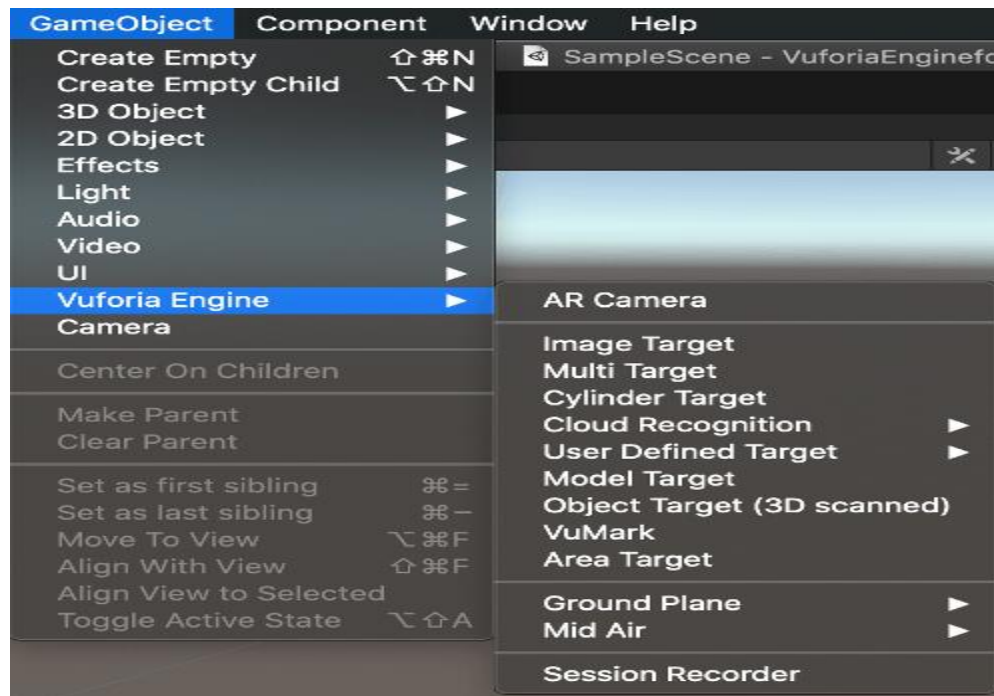 GameObject Component Window Help
SampleScene - VuforiaEnginefo
Create Empty ⇧⌘N
Create Empty Child ⌥⇧N
3D Object ▶
2D Object ▶
Effects ▶
Light ▶
Audio ▶
Video ▶
UI ▶
Vuforia Engine ▶
Camera
Center On Children
Make Parent
Clear Parent
Set as first sibling ⌘=
Set as last sibling ⌘−
Move To View ⌥⌘F
Align With View ⇧⌘F
Align View to Selected
Toggle Active State ⌥⇧A
AR Camera
Image Target
Multi Target
Cylinder Target
Cloud Recognition ▶
User Defined Target ▶
Model Target
Object Target (3D scanned)
VuMark
Area Target
Ground Plane ▶
Mid Air ▶
Session Recorder